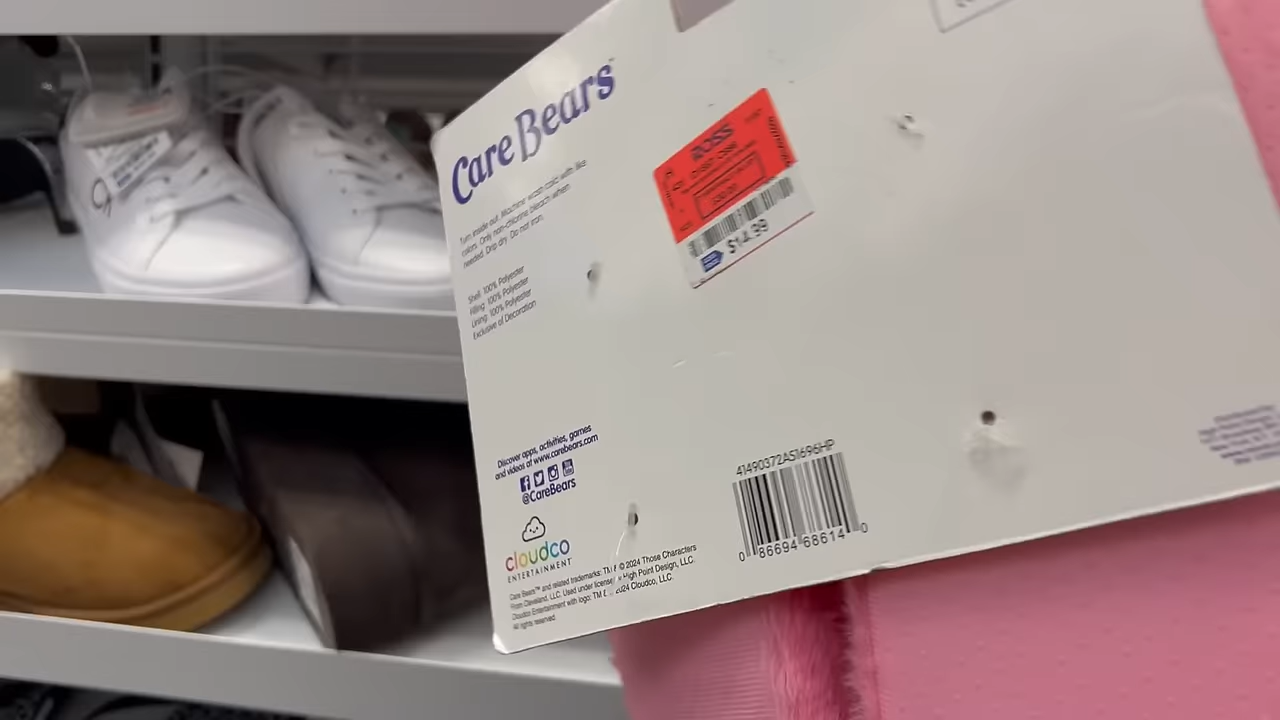 Care Bears™
Turn inside out. Machine wash cold with like
colors. Only non-chlorine bleach when
needed. Drip dry. Do not iron.
Shell: 100% Polyester
Filling: 100% Polyester
Lining: 100% Polyester
Exclusive of Decoration
ROSS
$14.99
Discover apps, activities, games
and videos at www.carebears.com
@CareBears
cloudco
ENTERTAINMENT
Care Bears™ and related trademarks: TM © 2024 Those Characters
From Cleveland, LLC. Used under license High Point Design, LLC.
Cloudco Entertainment with logo: TM 2024 Cloudco, LLC.
All rights reserved.
41490372AS1696HP
0 86694 68614 0